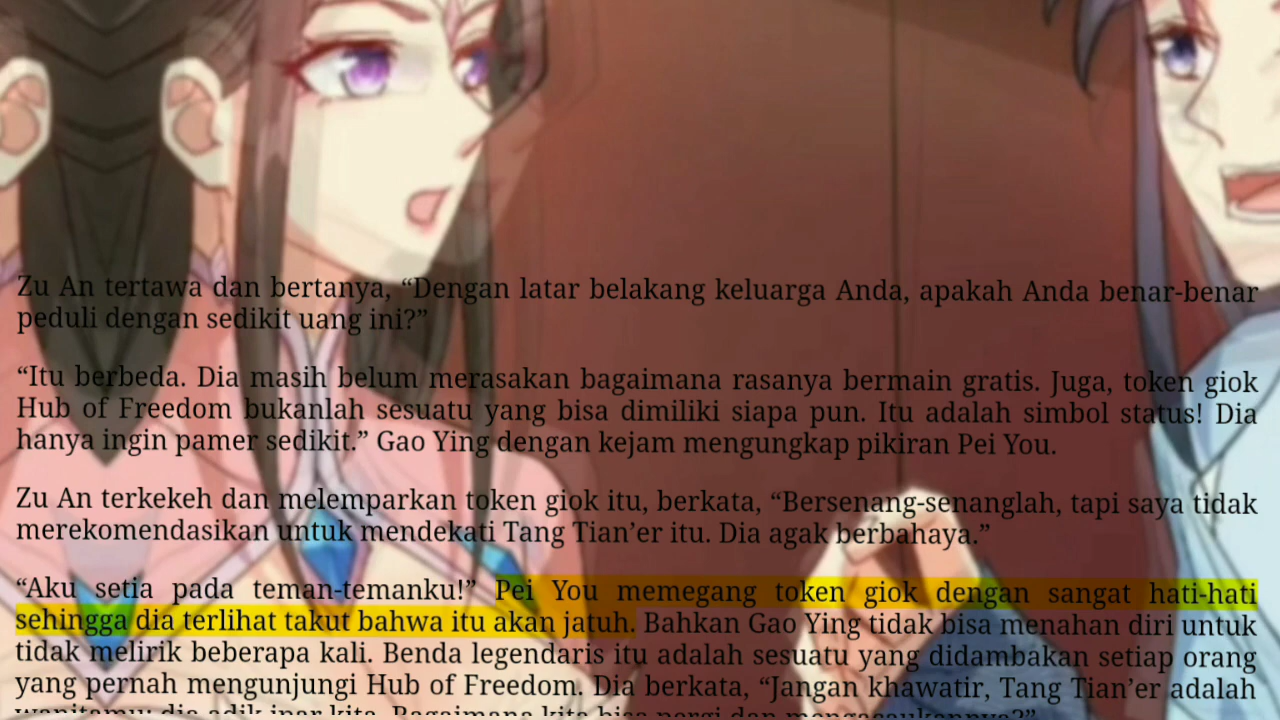 Zu An tertawa dan bertanya, “Dengan latar belakang keluarga Anda, apakah Anda benar-benar
peduli dengan sedikit uang ini?”
“Itu berbeda. Dia masih belum merasakan bagaimana rasanya bermain gratis. Juga, token giok
Hub of Freedom bukanlah sesuatu yang bisa dimiliki siapa pun. Itu adalah simbol status! Dia
hanya ingin pamer sedikit.” Gao Ying dengan kejam mengungkap pikiran Pei You.
Zu An terkekeh dan melemparkan token giok itu, berkata, “Bersenang-senanglah, tapi saya tidak
merekomendasikan untuk mendekati Tang Tian’er itu. Dia agak berbahaya.”
“Aku setia pada teman-temanku!” Pei You memegang token giok dengan sangat hati-hati
sehingga dia terlihat takut bahwa itu akan jatuh. Bahkan Gao Ying tidak bisa menahan diri untuk
tidak melirik beberapa kali. Benda legendaris itu adalah sesuatu yang didambakan setiap orang
yang pernah mengunjungi Hub of Freedom. Dia berkata, “Jangan khawatir, Tang Tian’er adalah